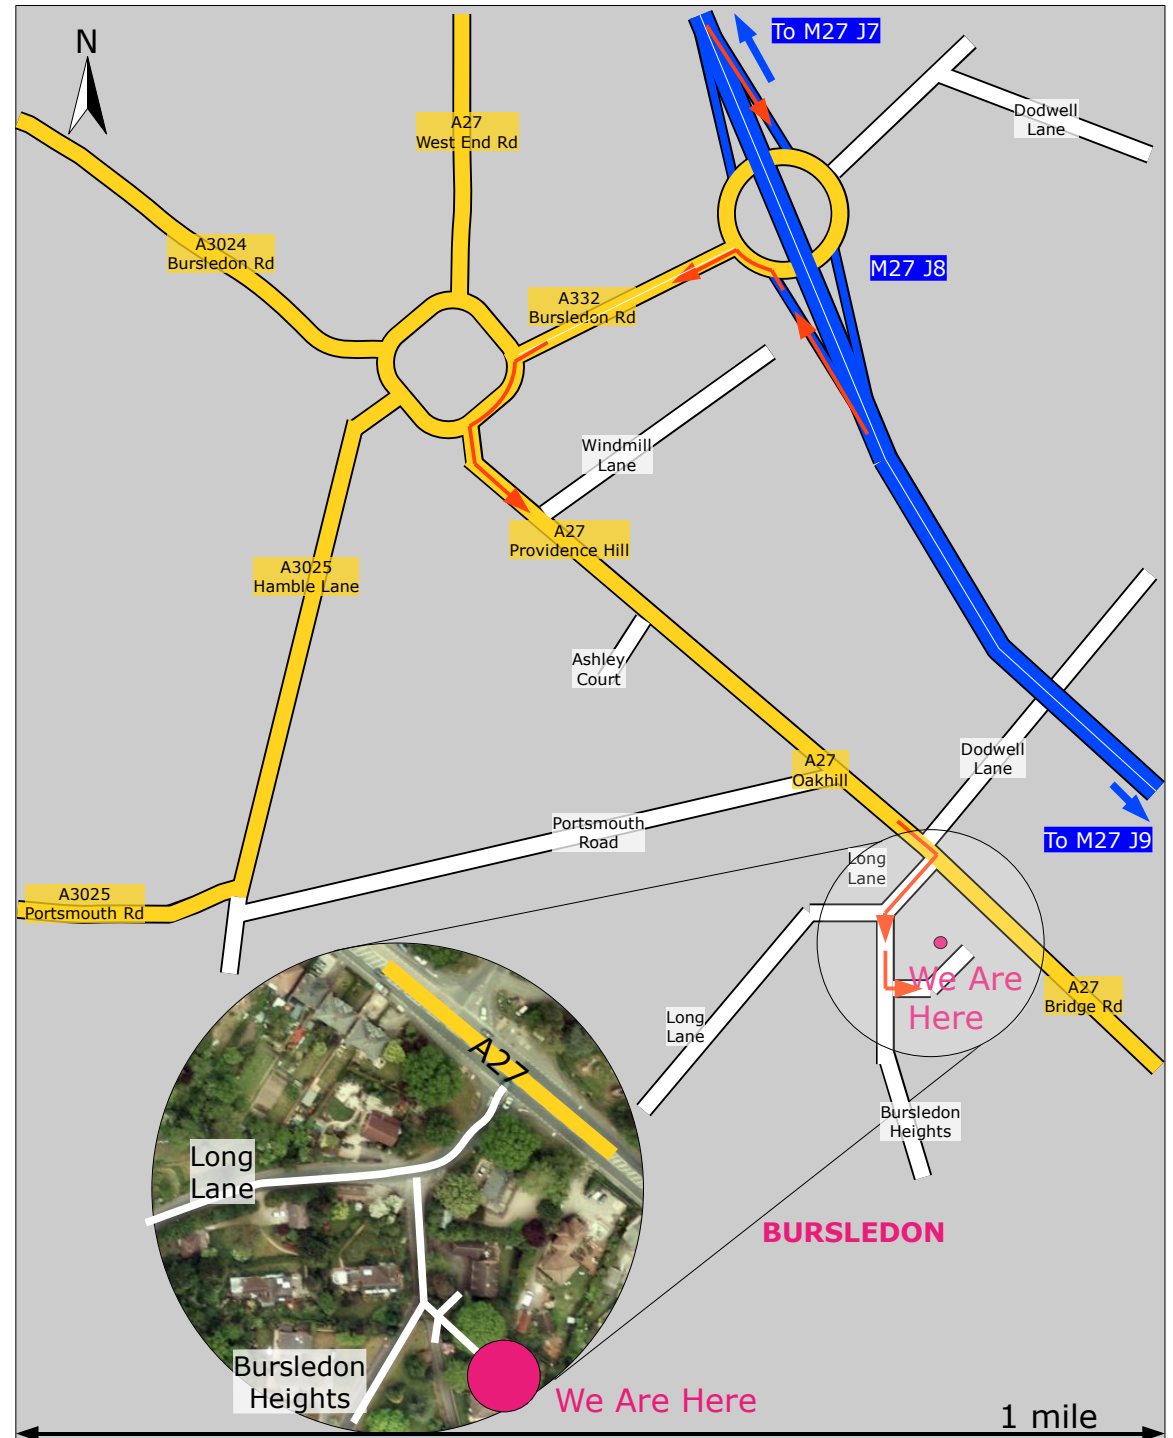 To M27 J7
N
A27
West End Rd
Dodwell
Lane
A3024
Bursledon Rd
M27 J8
A332
Bursledon Rd
Windmill
Lane
A27
Providence Hill
A3025
Hamble Lane
Ashley
Court
A27
Oakhill
Dodwell
Lane
Portsmouth
Road
To M27 J9
Long
Lane
A3025
Portsmouth Rd
We Are
Here
A27
Bridge Rd
Long
Lane
A27
Bursledon
Heights
Long
Lane
BURSLEDON
Bursledon
Heights
We Are Here
1 mile